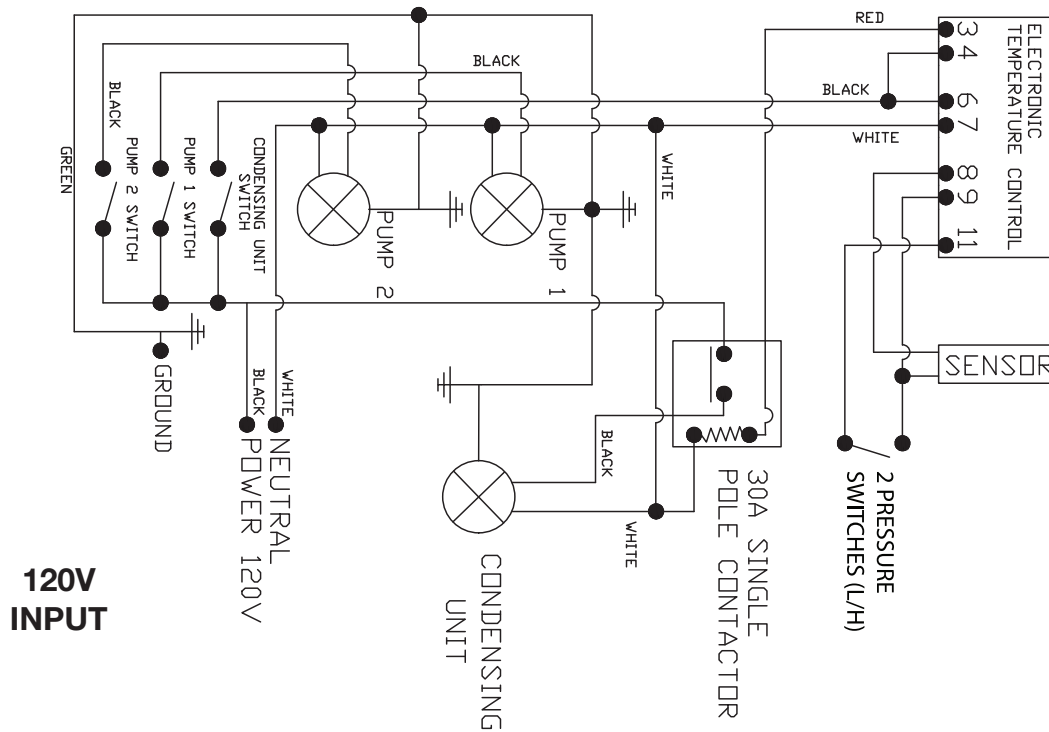 RED
BLACK
BLACK
WHITE
3
4
6
7
8
9
11
ELECTRONIC
TEMPERATURE CONTROL
BLACK
GREEN
PUMP 2 SWITCH
PUMP 1 SWITCH
CONDENSING UNIT
SWITCH
PUMP 2
PUMP 1
WHITE
GROUND
BLACK
WHITE
POWER 120V
NEUTRAL
SENSOR
BLACK
WHITE
30A SINGLE
POLE CONTACTOR
2 PRESSURE
SWITCHES (L/H)
CONDENSING
UNIT
120V
INPUT